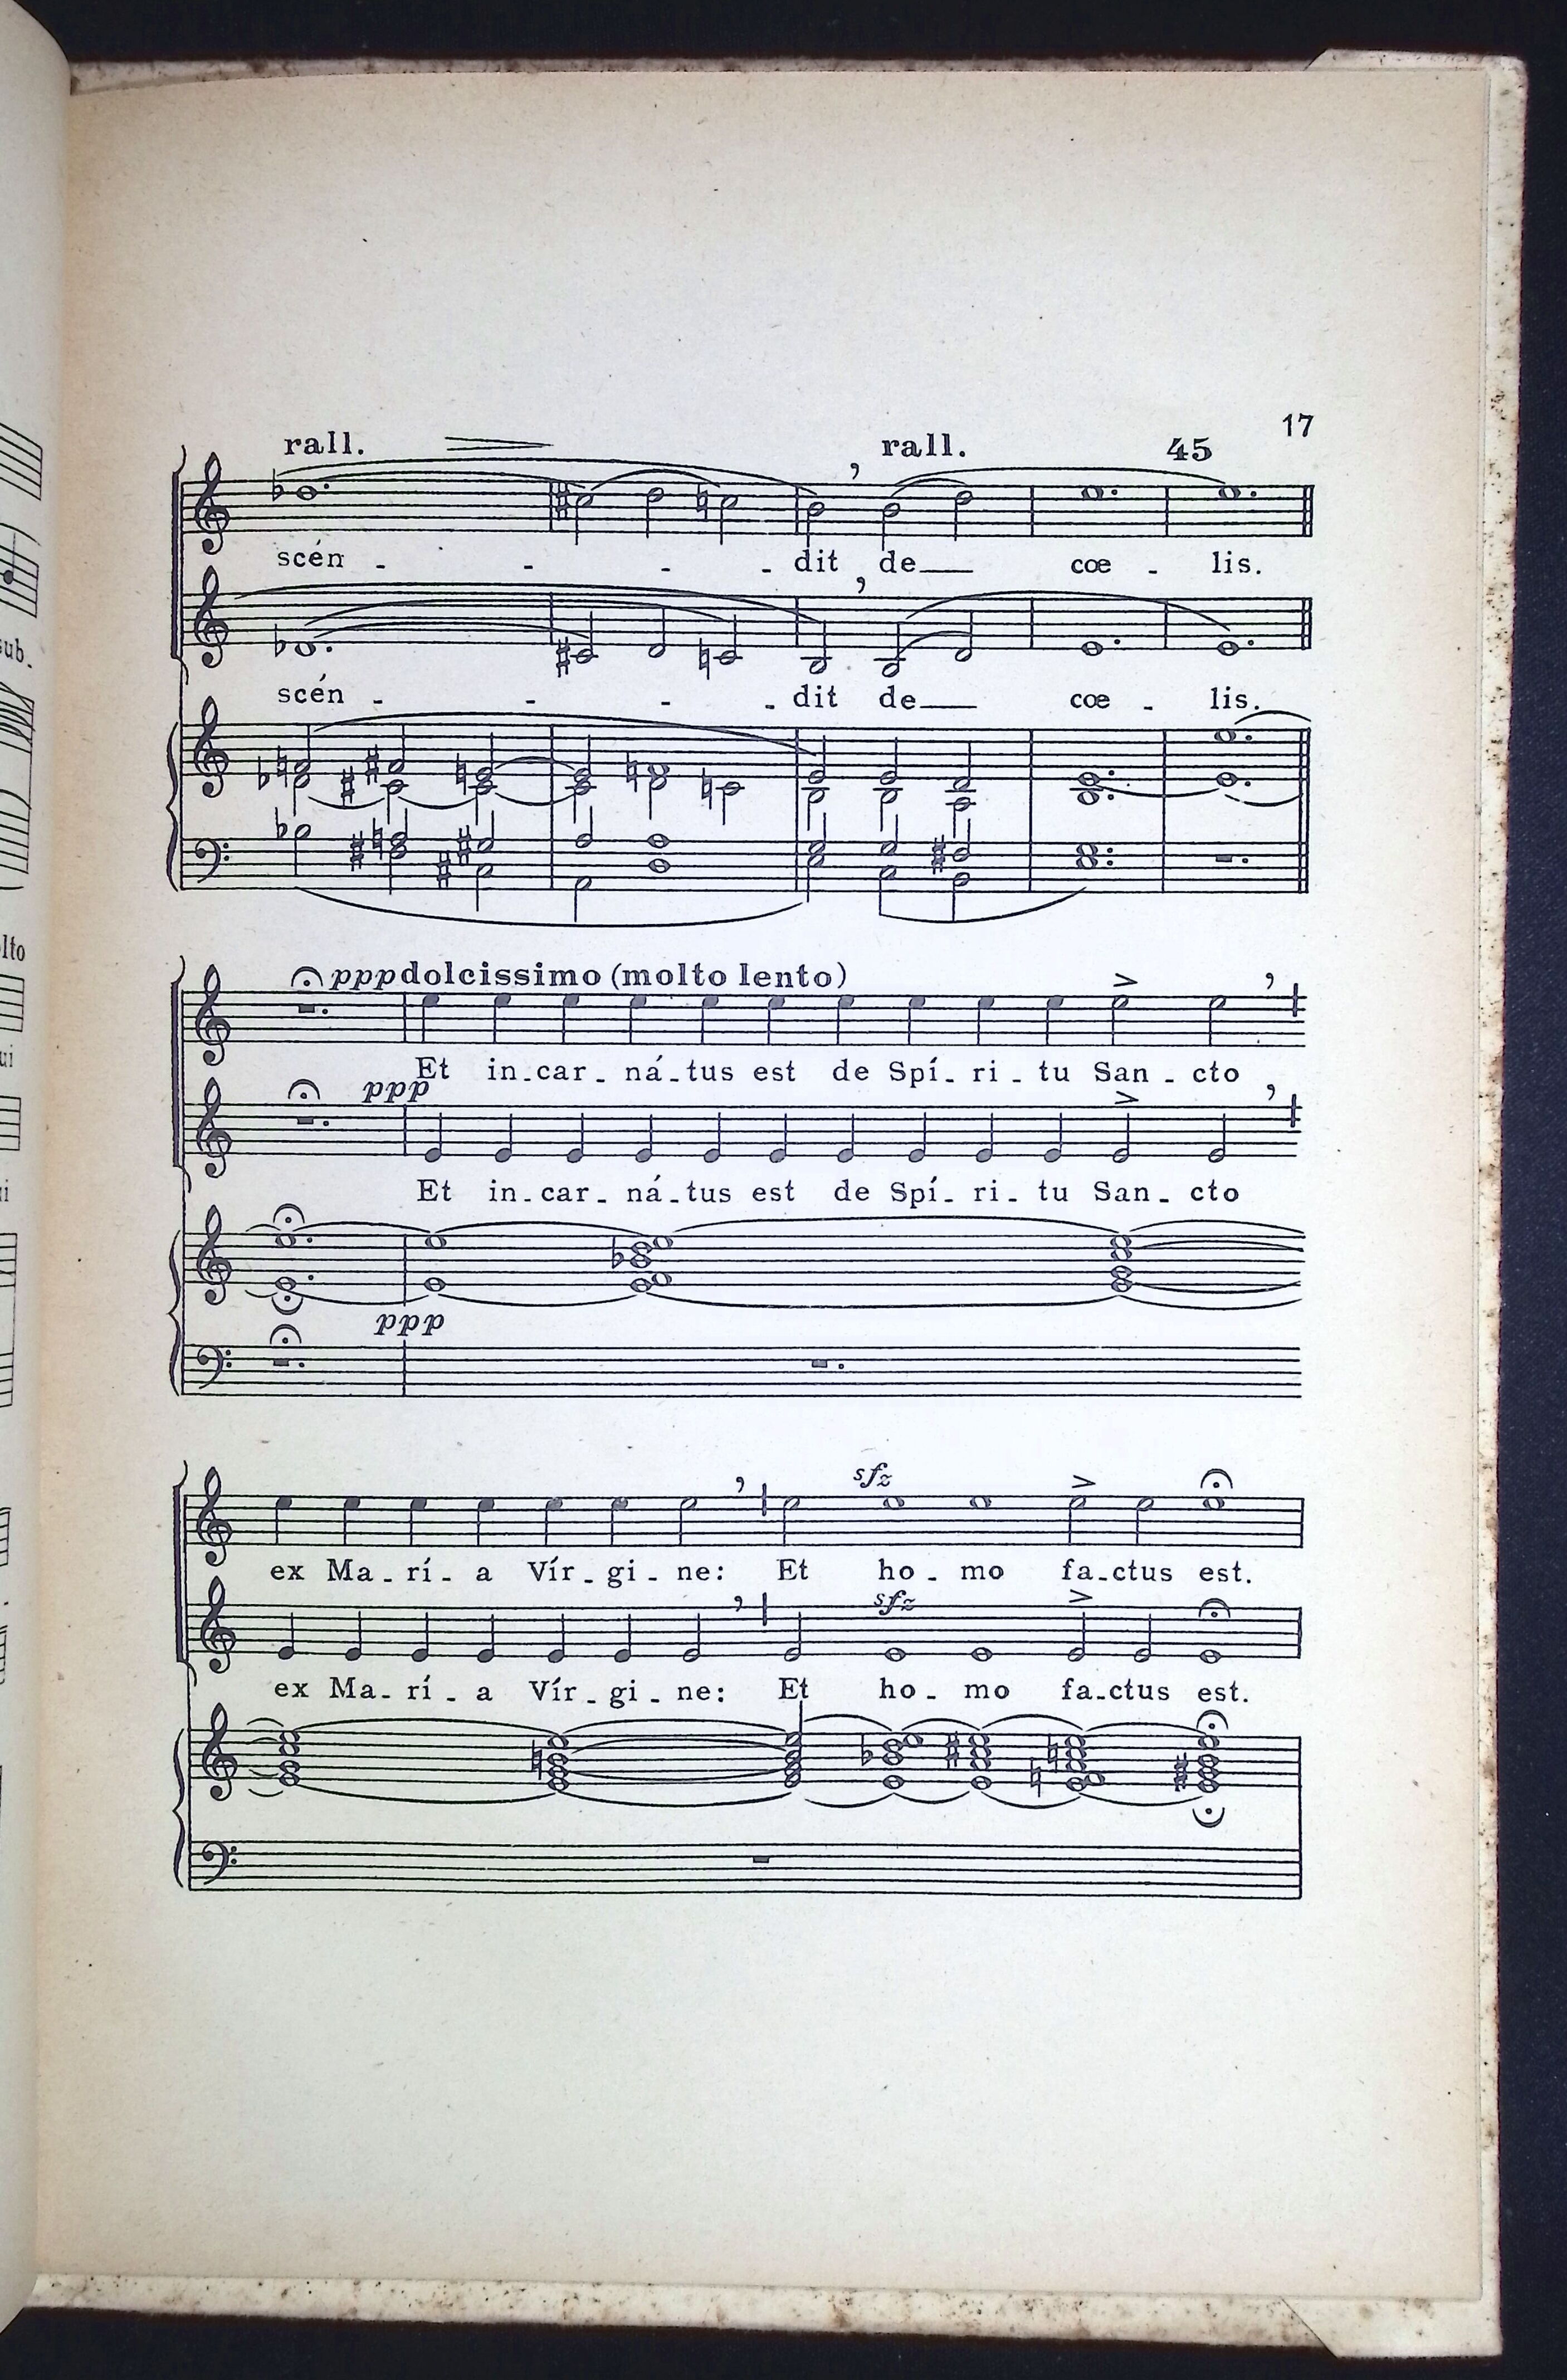 17
rall. rall. 45
scén - - - - dit de coe - lis.
scén - - - - dit de coe - lis.
sub.
olto
ppp dolcissimo (molto lento)
Et in-car-ná-tus est de Spí-ri-tu San-cto
ppp
Et in-car-ná-tus est de Spí-ri-tu San-cto
ppp
sfz
ex Ma-rí-a Vír-gi-ne: Et ho-mo fa-ctus est.
sfz
ex Ma-rí-a Vír-gi-ne: Et ho-mo fa-ctus est.